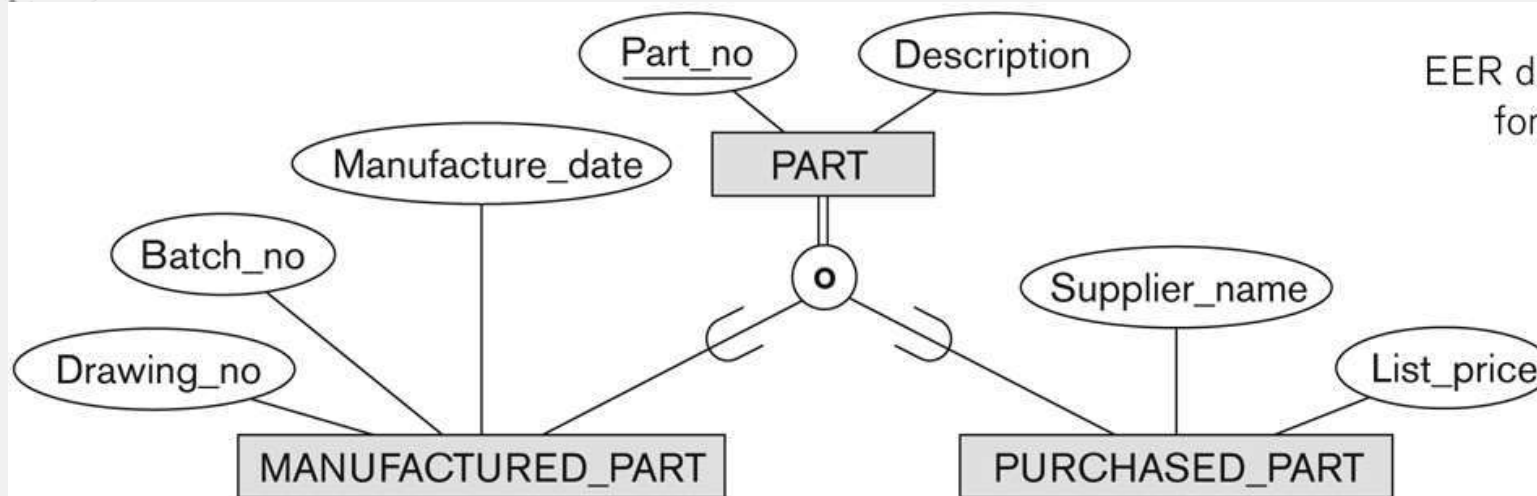 Part_no
Description
EER d
for
Manufacture_date
PART
Batch_no
o
Supplier_name
Drawing_no
List_price
MANUFACTURED_PART
PURCHASED_PART